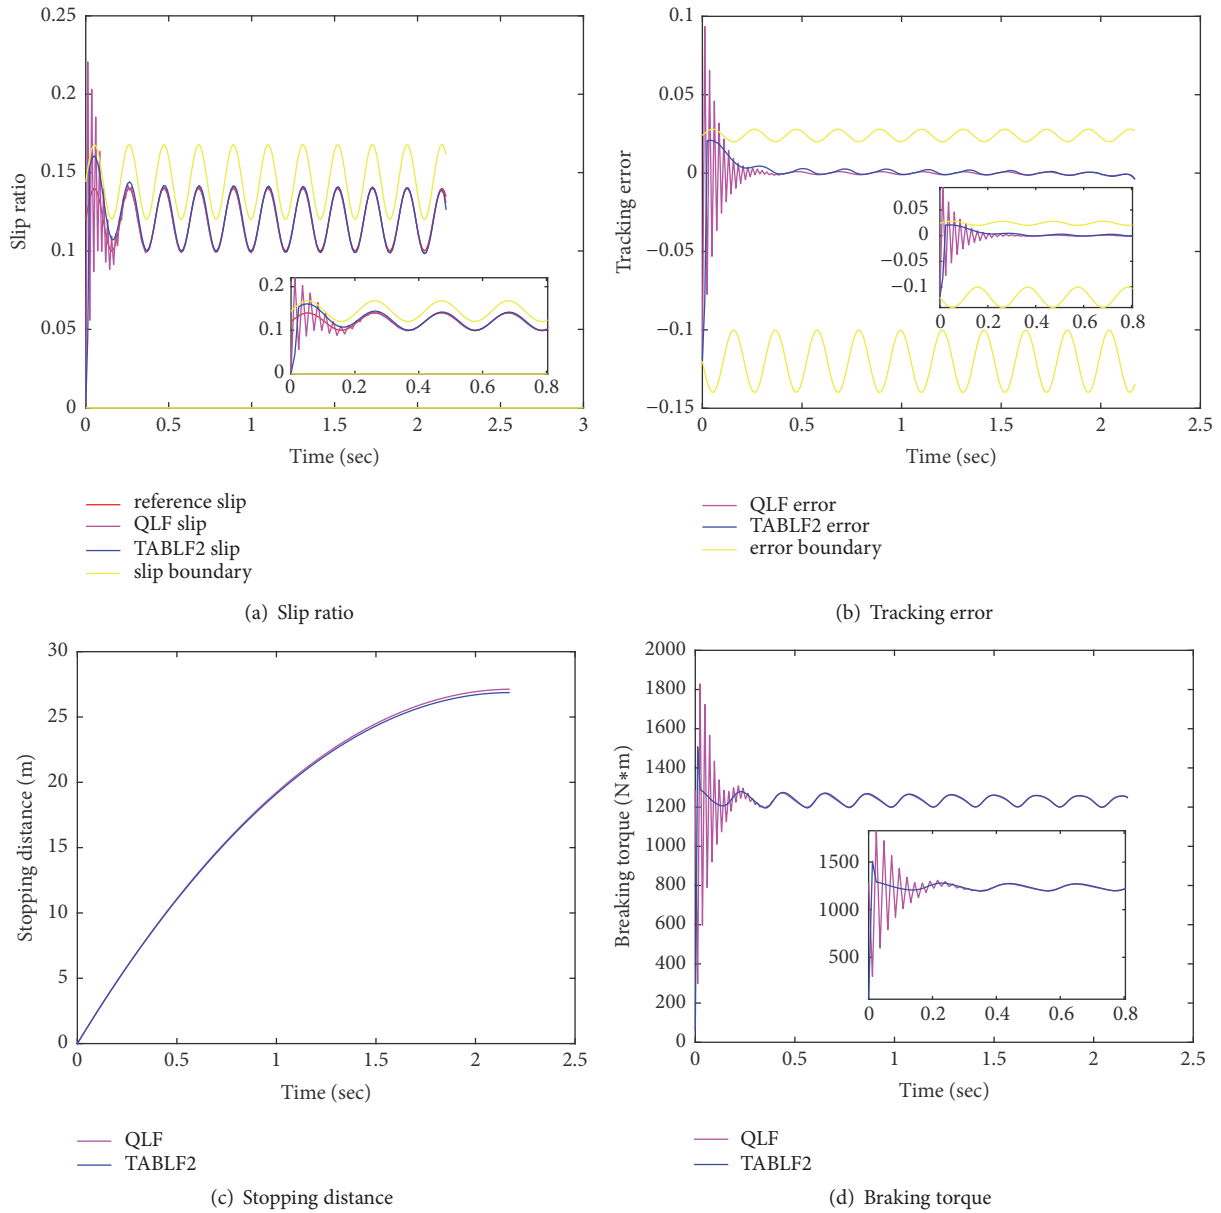 0.25
0.2
0.15
0.1
0.05
0
Slip ratio
0 0.5 1 1.5 2 2.5 3
Time (sec)
0.2
0.1
0
0 0.2 0.4 0.6 0.8
reference slip
QLF slip
TABLF2 slip
slip boundary
(a) Slip ratio
0.1
0.05
0
−0.05
−0.1
−0.15
Tracking error
0 0.5 1 1.5 2 2.5
Time (sec)
0.05
0
−0.05
−0.1
0 0.2 0.4 0.6 0.8
QLF error
TABLF2 error
error boundary
(b) Tracking error
30
25
20
15
10
5
0
Stopping distance (m)
0 0.5 1 1.5 2 2.5
Time (sec)
QLF
TABLF2
(c) Stopping distance
2000
1800
1600
1400
1200
1000
800
600
400
200
0
Breaking torque (N∗m)
0 0.5 1 1.5 2 2.5
Time (sec)
1500
1000
500
0 0.2 0.4 0.6 0.8
QLF
TABLF2
(d) Braking torque